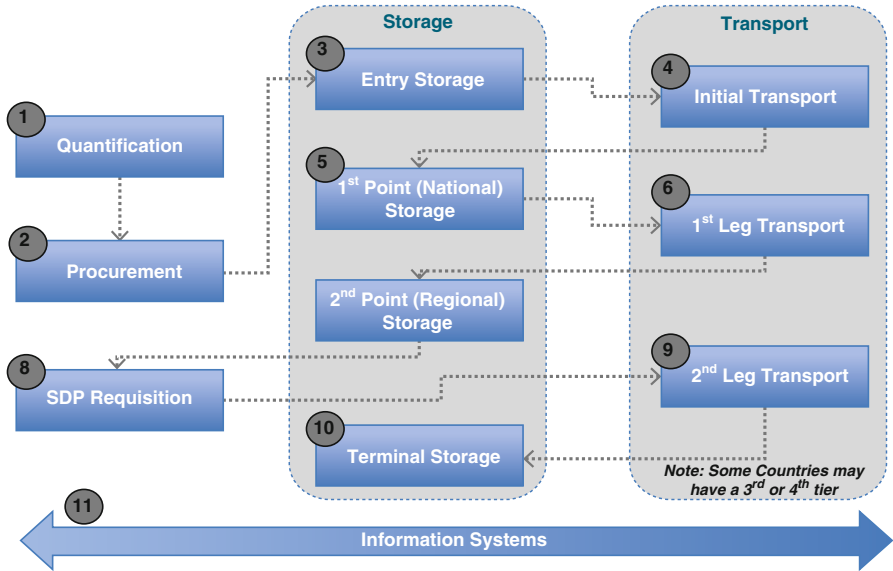 Storage
Transport
1
Quantification
2
Procurement
3
Entry Storage
4
Initial Transport
5
1st Point (National)
Storage
6
1st Leg Transport
2nd Point (Regional)
Storage
8
SDP Requisition
9
2nd Leg Transport
10
Terminal Storage
Note: Some Countries may
have a 3rd or 4th tier
11
Information Systems